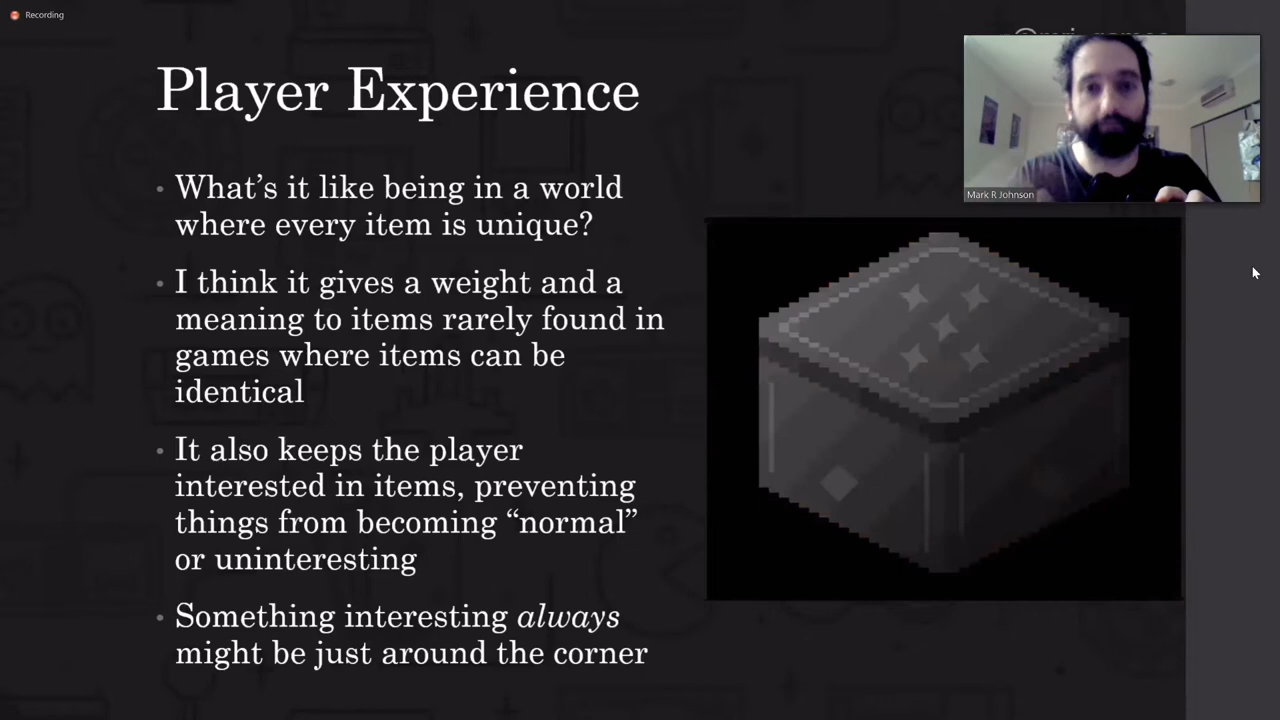 Recording
Player Experience
What's it like being in a world
where every item is unique?
I think it gives a weight and a
meaning to items rarely found in
games where items can be
identical
It also keeps the player
interested in items, preventing
things from becoming “normal”
or uninteresting
Something interesting always
might be just around the corner
Mark R Johnson